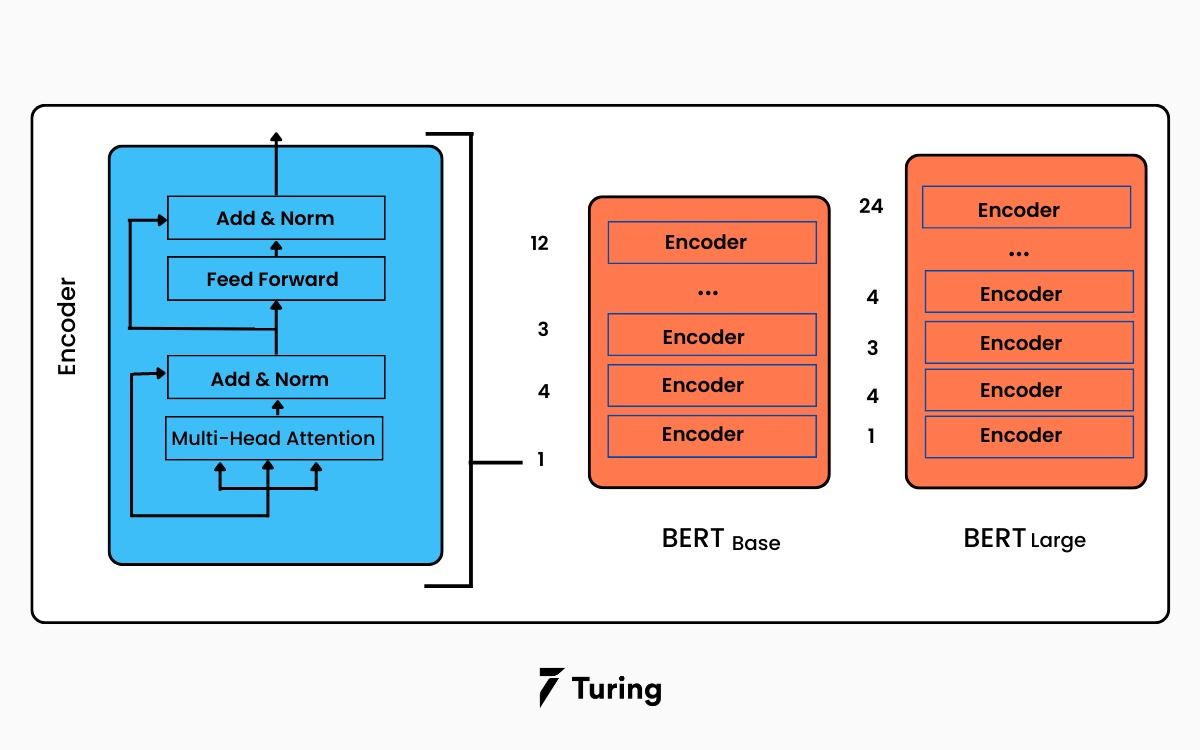 Encoder
Add & Norm
Feed Forward
Add & Norm
Multi-Head Attention
12
Encoder
...
3
Encoder
4
Encoder
1
Encoder
BERT Base
24
Encoder
...
4
Encoder
3
Encoder
4
Encoder
1
Encoder
BERT Large
Turing